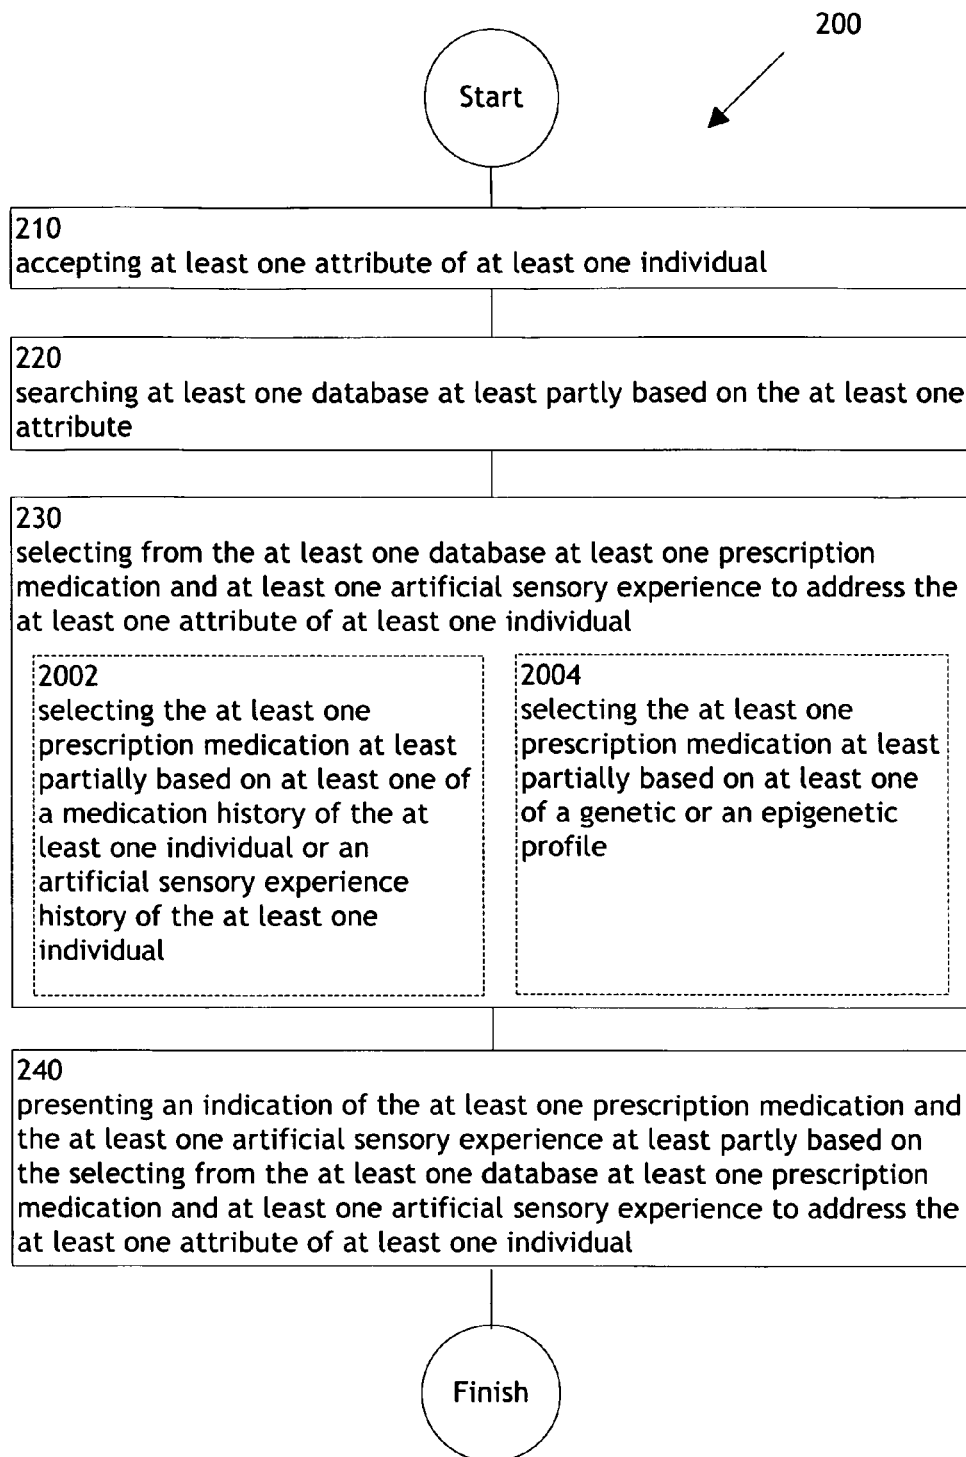 200
Start
210
accepting at least one attribute of at least one individual
220
searching at least one database at least partly based on the at least one
attribute
230
selecting from the at least one database at least one prescription
medication and at least one artificial sensory experience to address the
at least one attribute of at least one individual
2002
selecting the at least one
prescription medication at least
partially based on at least one of
a medication history of the at
least one individual or an
artificial sensory experience
history of the at least one
individual
2004
selecting the at least one
prescription medication at least
partially based on at least one
of a genetic or an epigenetic
profile
240
presenting an indication of the at least one prescription medication and
the at least one artificial sensory experience at least partly based on
the selecting from the at least one database at least one prescription
medication and at least one artificial sensory experience to address the
at least one attribute of at least one individual
Finish